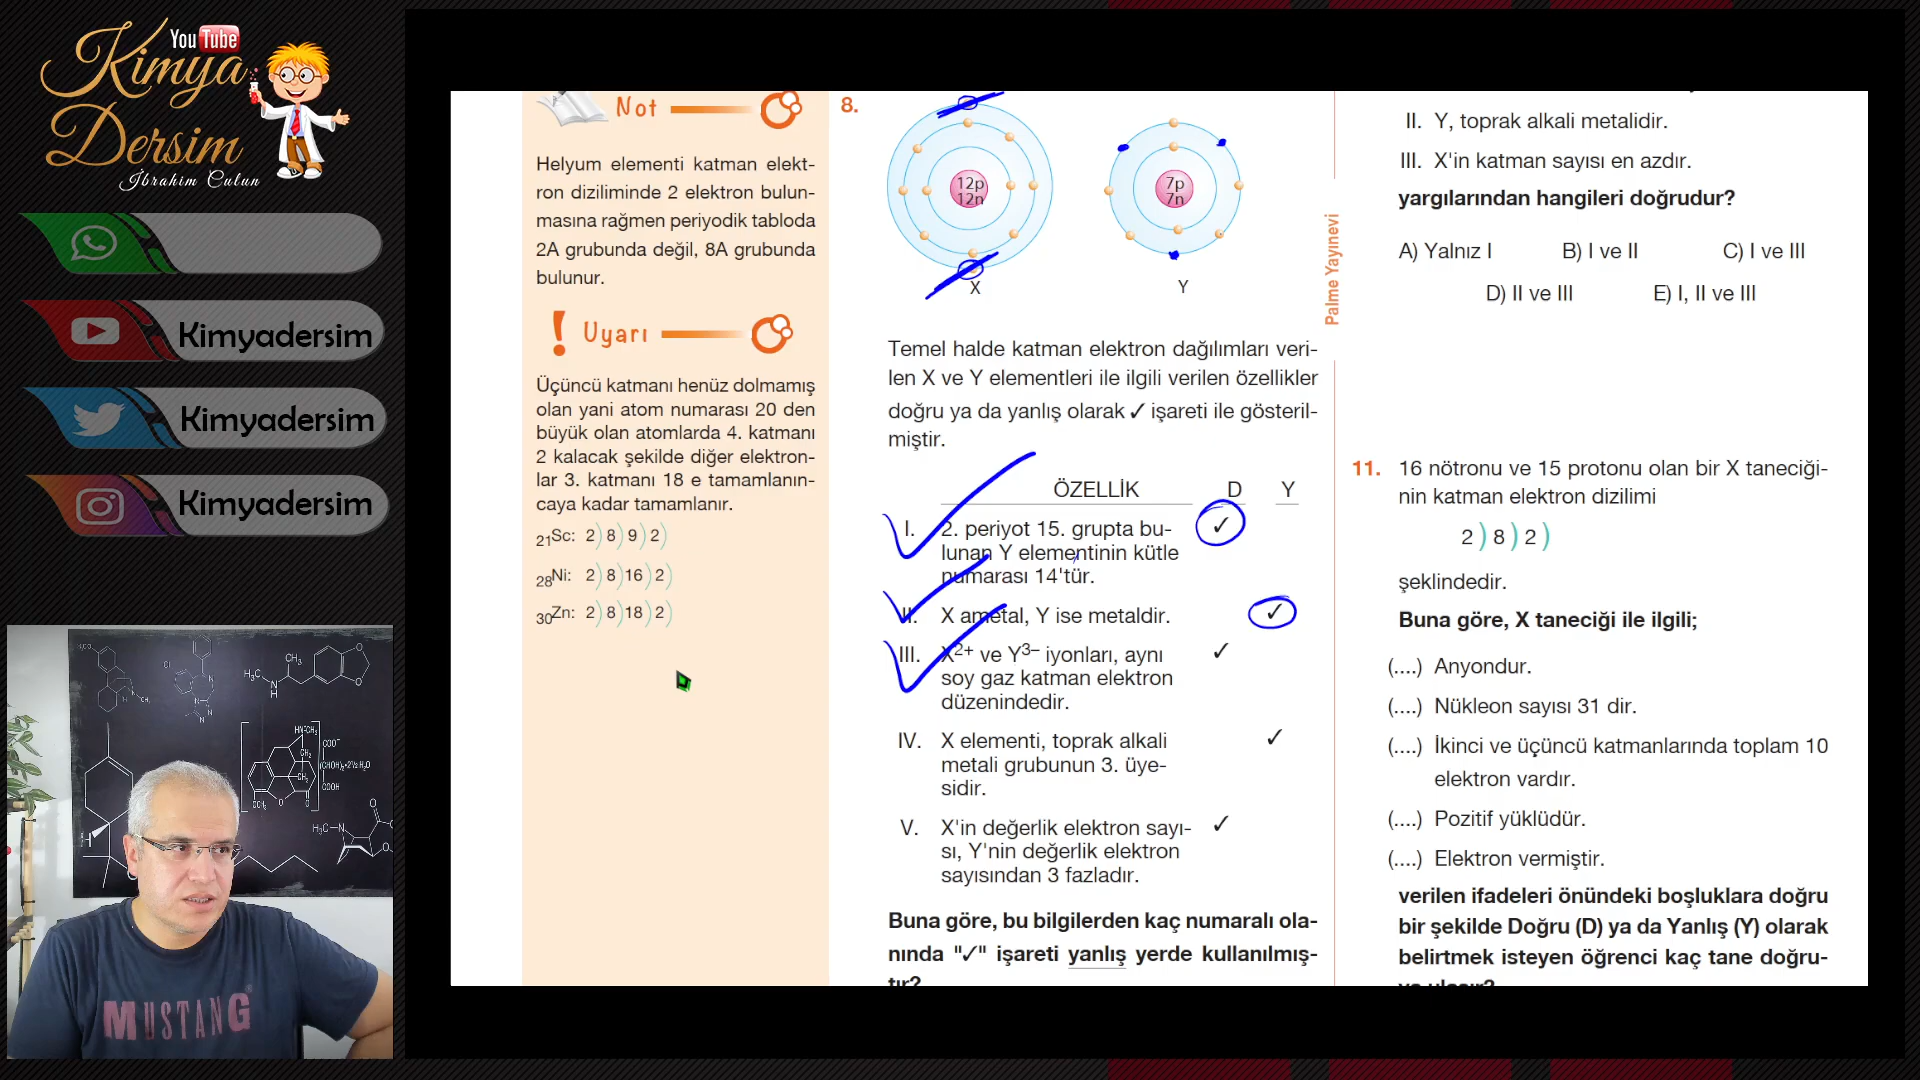 YouTube
Kimya
Dersim
İbrahim Culun
Kimyadersim
Kimyadersim
Kimyadersim
MUSTANG
Not
Helyum elementi katman elekt-
ron diziliminde 2 elektron bulun-
masına rağmen periyodik tabloda
2A grubunda değil, 8A grubunda
bulunur.
! Uyarı
Üçüncü katmanı henüz dolmamış
olan yani atom numarası 20 den
büyük olan atomlarda 4. katmanı
2 kalacak şekilde diğer elektron-
lar 3. katmanı 18 e tamamlanın-
caya kadar tamamlanır.
21Sc: 2) 8) 9) 2)
28Ni: 2) 8) 16) 2)
30Zn: 2) 8) 18) 2)
8.
12p
12n
X
7p
7n
Y
Temel halde katman elektron dağılımları veri-
len X ve Y elementleri ile ilgili verilen özellikler
doğru ya da yanlış olarak ✓ işareti ile gösteril-
miştir.
ÖZELLİK D Y
I. 2. periyot 15. grupta bu- ✓
lunan Y elementinin kütle
numarası 14'tür.
II. X ametal, Y ise metaldir. ✓
III. X2+ ve Y3– iyonları, aynı ✓
soy gaz katman elektron
düzenindedir.
IV. X elementi, toprak alkali ✓
metali grubunun 3. üye-
sidir.
V. X'in değerlik elektron sayı- ✓
sı, Y'nin değerlik elektron
sayısından 3 fazladır.
Buna göre, bu bilgilerden kaç numaralı ola-
nında "✓" işareti yanlış yerde kullanılmış-
tır?
Palme Yayınevi
II. Y, toprak alkali metalidir.
III. X'in katman sayısı en azdır.
yargılarından hangileri doğrudur?
A) Yalnız I B) I ve II C) I ve III
D) II ve III E) I, II ve III
11. 16 nötronu ve 15 protonu olan bir X taneciği-
nin katman elektron dizilimi
2 ) 8 ) 2 )
şeklindedir.
Buna göre, X taneciği ile ilgili;
(....) Anyondur.
(....) Nükleon sayısı 31 dir.
(....) İkinci ve üçüncü katmanlarında toplam 10
elektron vardır.
(....) Pozitif yüklüdür.
(....) Elektron vermiştir.
verilen ifadeleri önündeki boşluklara doğru
bir şekilde Doğru (D) ya da Yanlış (Y) olarak
belirtmek isteyen öğrenci kaç tane doğru-